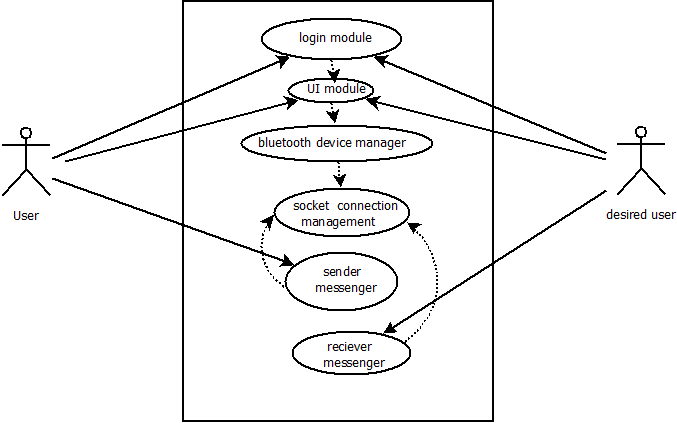 login module
UI module
bluetooth device manager
User
desired user
socket connection
management
sender
messenger
reciever
messenger